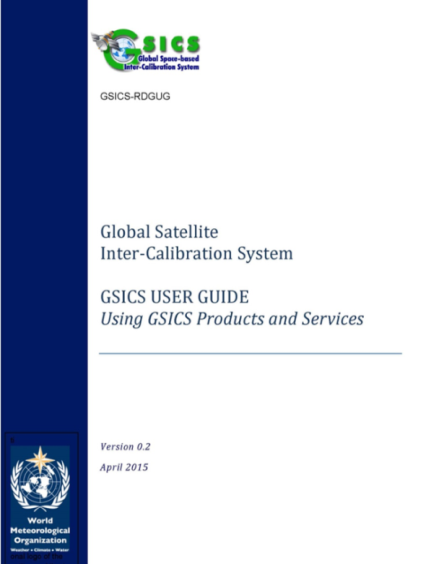 GSICS
Global Space-based
Inter-Calibration System
GSICS-RDGUG
Global Satellite
Inter-Calibration System
GSICS USER GUIDE
Using GSICS Products and Services
Version 0.2
April 2015
World
Meteorological
Organization
Weather • Climate • Water